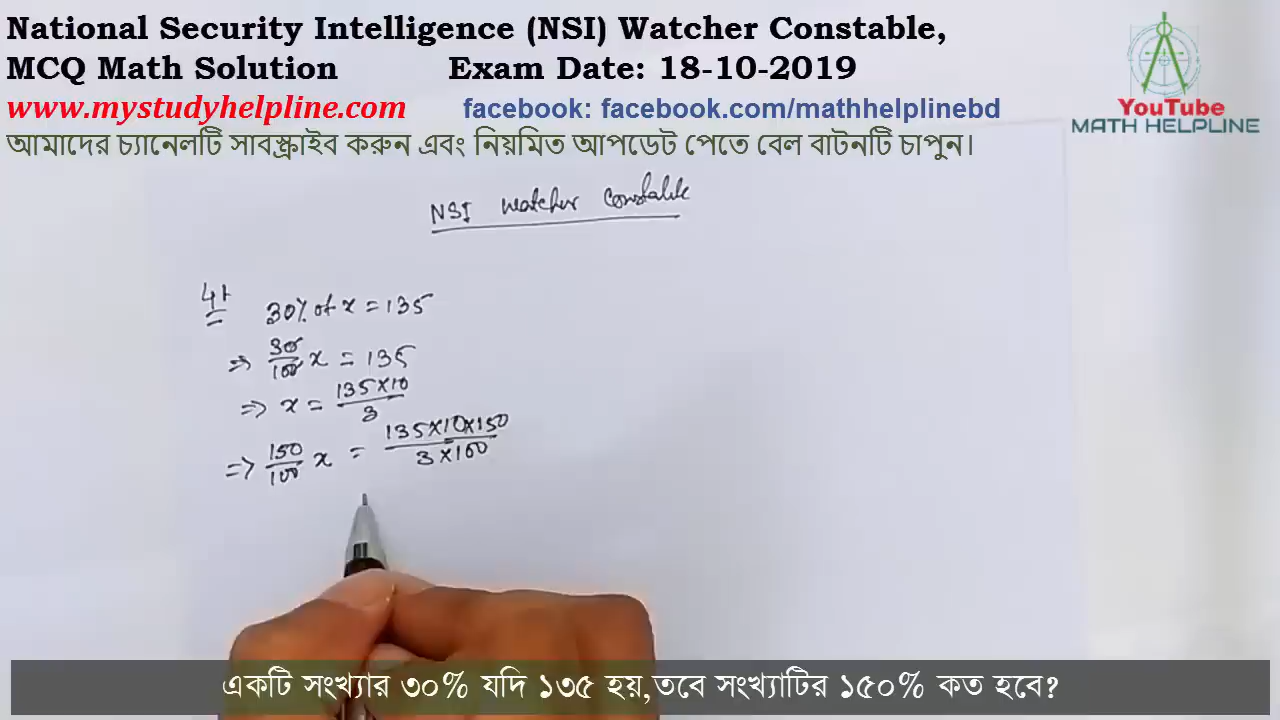 National Security Intelligence (NSI) Watcher Constable,
MCQ Math Solution Exam Date: 18-10-2019
www.mystudyhelpline.com facebook: facebook.com/mathhelplinebd
YouTube
MATH HELPLINE
আমাদের চ্যানেলটি সাবস্ক্রাইব করুন এবং নিয়মিত আপডেট পেতে বেল বাটনটি চাপুন।
NSI Watcher Constable
41 30% of x = 135
⇒ 30/100 x = 135
⇒ x = 135×10/3
⇒ 150/100 x = 135×10×150/3×100
একটি সংখ্যার ৩০% যদি ১৩৫ হয়,তবে সংখ্যাটির ১৫০% কত হবে?